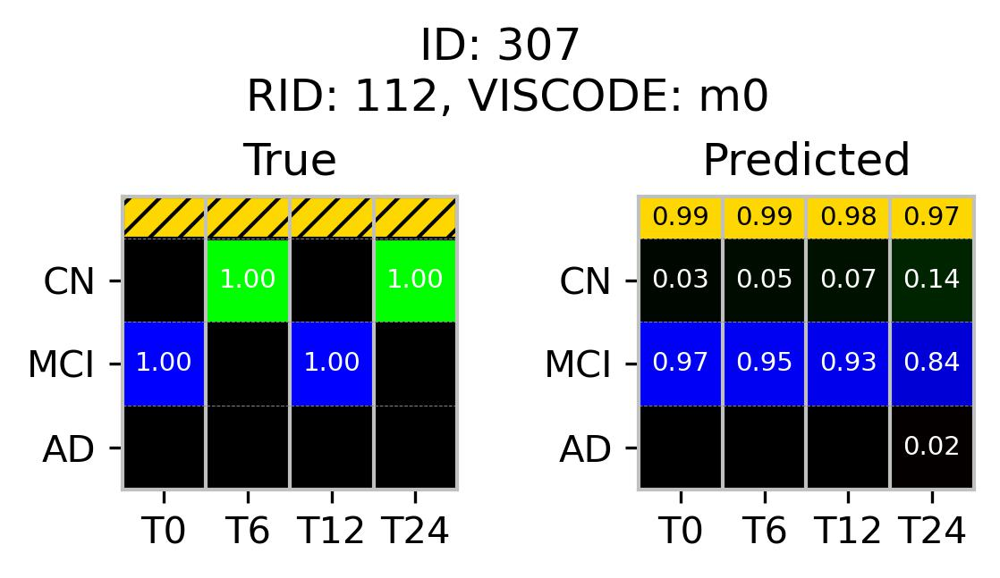 ID: 307
RID: 112, VISCODE: m0
True
CN
1.00
1.00
MCI
1.00
1.00
AD
T0 T6 T12 T24
Predicted
0.99 0.99 0.98 0.97
CN
0.03 0.05 0.07 0.14
MCI
0.97 0.95 0.93 0.84
AD
0.02
T0 T6 T12 T24